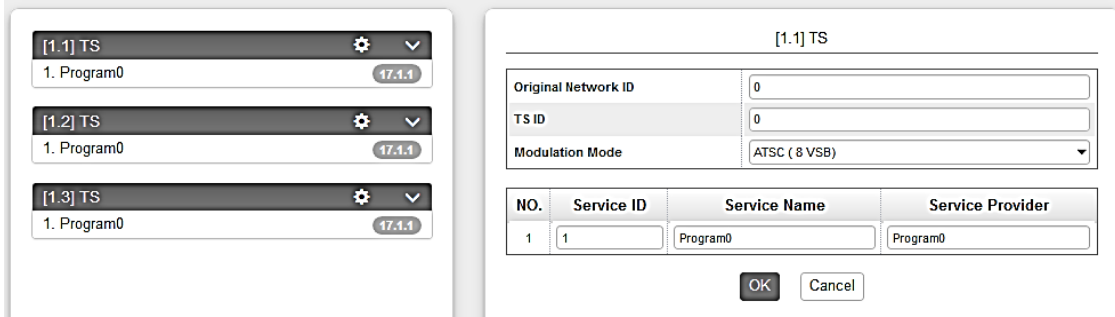 [1.1] TS
1. Program0 17.1.1
[1.2] TS
1. Program0 17.1.1
[1.3] TS
1. Program0 17.1.1
[1.1] TS
Original Network ID 0
TS ID 0
Modulation Mode ATSC ( 8 VSB)
NO. Service ID Service Name Service Provider
1 1 Program0 Program0
OK Cancel